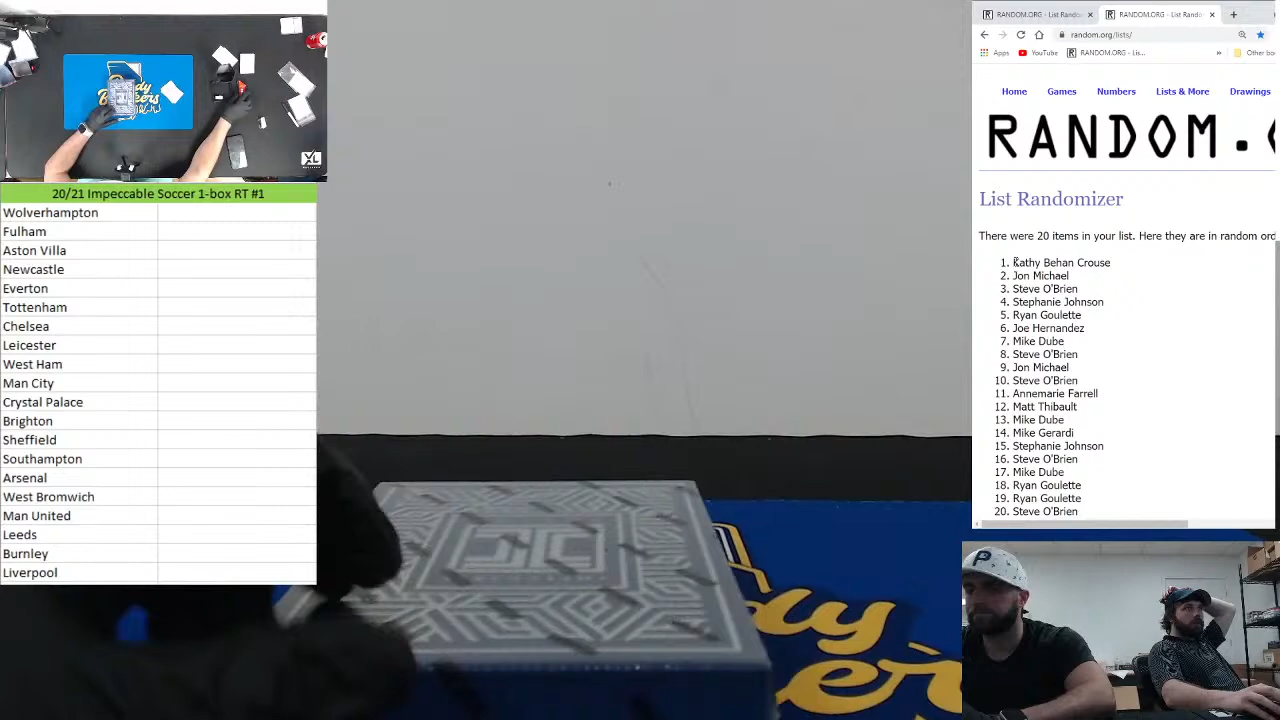 20/21 Impeccable Soccer 1-box RT #1
Wolverhampton
Fulham
Aston Villa
Newcastle
Everton
Tottenham
Chelsea
Leicester
West Ham
Man City
Crystal Palace
Brighton
Sheffield
Southampton
Arsenal
West Bromwich
Man United
Leeds
Burnley
Liverpool
RANDOM.ORG - List Rando
RANDOM.ORG - List Rando
random.org/lists/
Apps
YouTube
RANDOM.ORG - Lis...
»
Other bo
Home
Games
Numbers
Lists & More
Drawings
RANDOM.
List Randomizer
There were 20 items in your list. Here they are in random ord
1. Kathy Behan Crouse
2. Jon Michael
3. Steve O'Brien
4. Stephanie Johnson
5. Ryan Goulette
6. Joe Hernandez
7. Mike Dube
8. Steve O'Brien
9. Jon Michael
10. Steve O'Brien
11. Annemarie Farrell
12. Matt Thibault
13. Mike Dube
14. Mike Gerardi
15. Stephanie Johnson
16. Steve O'Brien
17. Mike Dube
18. Ryan Goulette
19. Ryan Goulette
20. Steve O'Brien
XL
P